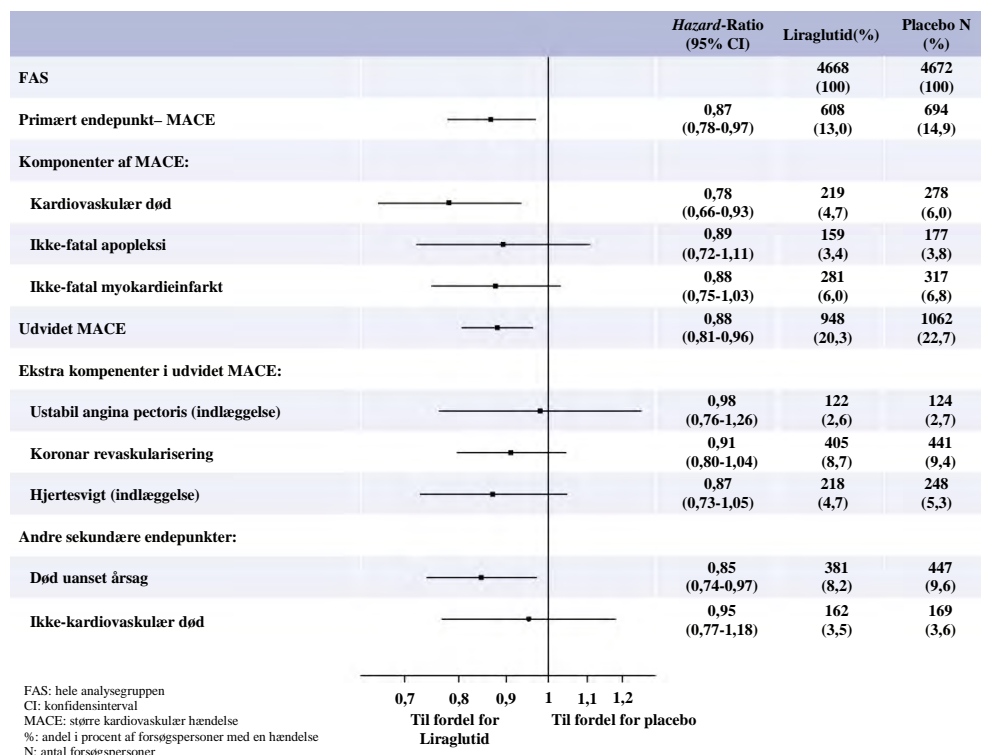 Hazard-Ratio (95% CI) Liraglutid(%) Placebo N (%)
FAS 4668 (100) 4672 (100)
Primært endepunkt– MACE 0,87 (0,78-0,97) 608 (13,0) 694 (14,9)
Komponenter af MACE:
Kardiovaskulær død 0,78 (0,66-0,93) 219 (4,7) 278 (6,0)
Ikke-fatal apopleksi 0,89 (0,72-1,11) 159 (3,4) 177 (3,8)
Ikke-fatal myokardieinfarkt 0,88 (0,75-1,03) 281 (6,0) 317 (6,8)
Udvidet MACE 0,88 (0,81-0,96) 948 (20,3) 1062 (22,7)
Ekstra kompenenter i udvidet MACE:
Ustabil angina pectoris (indlæggelse) 0,98 (0,76-1,26) 122 (2,6) 124 (2,7)
Koronar revaskularisering 0,91 (0,80-1,04) 405 (8,7) 441 (9,4)
Hjertesvigt (indlæggelse) 0,87 (0,73-1,05) 218 (4,7) 248 (5,3)
Andre sekundære endepunkter:
Død uanset årsag 0,85 (0,74-0,97) 381 (8,2) 447 (9,6)
Ikke-kardiovaskulær død 0,95 (0,77-1,18) 162 (3,5) 169 (3,6)
0,7 0,8 0,9 1 1,1 1,2
Til fordel for Liraglutid Til fordel for placebo
FAS: hele analysegruppen
CI: konfidensinterval
MACE: større kardiovaskulær hændelse
%: andel i procent af forsøgspersoner med en hændelse
N: antal forsøgspersoner